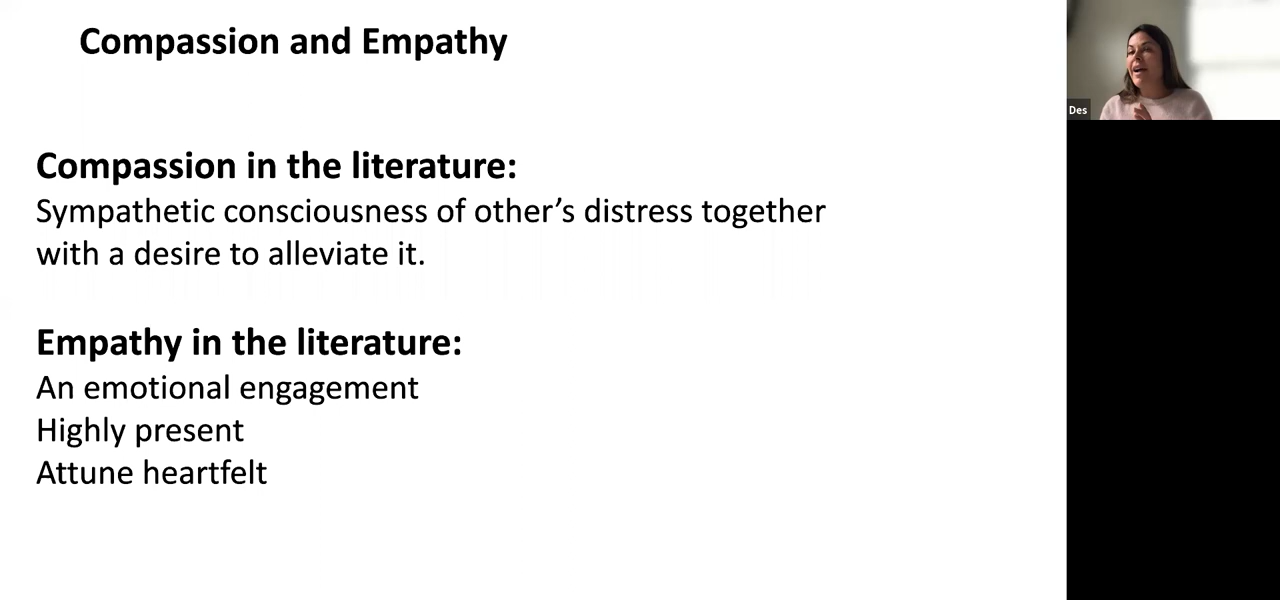 Compassion and Empathy
Des
Compassion in the literature:
Sympathetic consciousness of other’s distress together
with a desire to alleviate it.
Empathy in the literature:
An emotional engagement
Highly present
Attune heartfelt